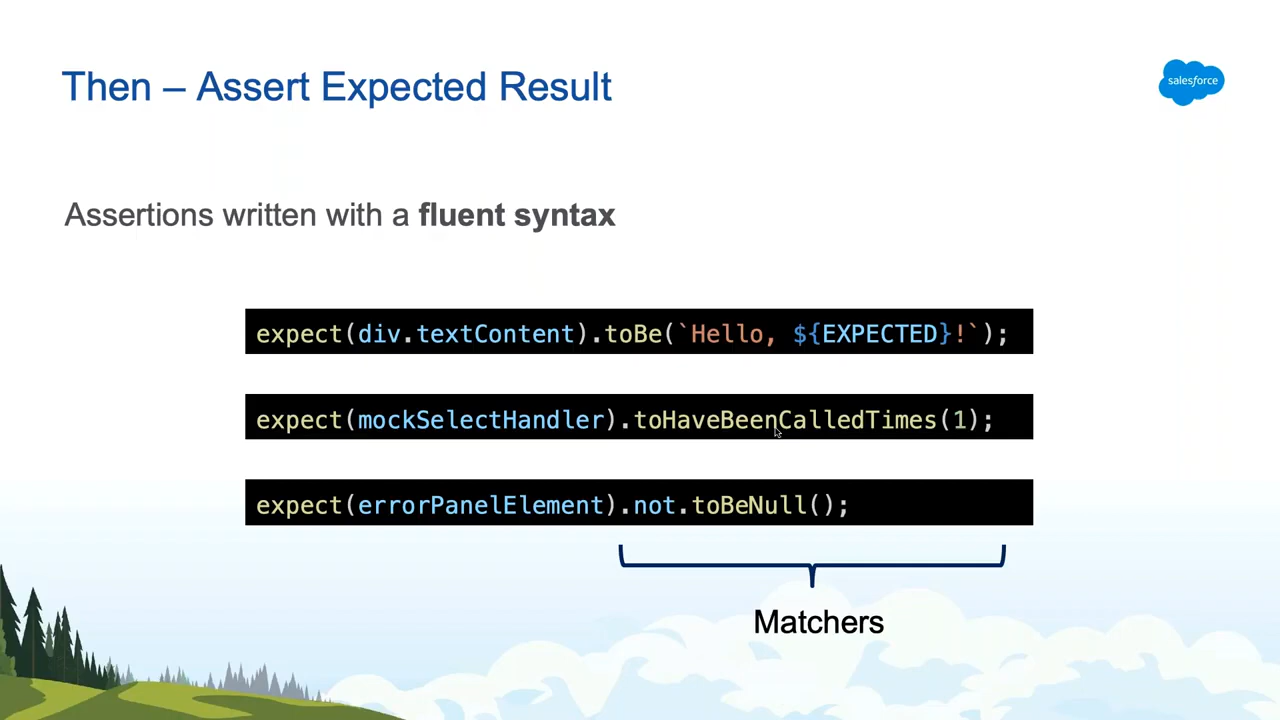 Then – Assert Expected Result
salesforce
Assertions written with a fluent syntax
expect(div.textContent).toBe(`Hello, ${EXPECTED}!`);
expect(mockSelectHandler).toHaveBeenCalledTimes(1);
expect(errorPanelElement).not.toBeNull();
Matchers